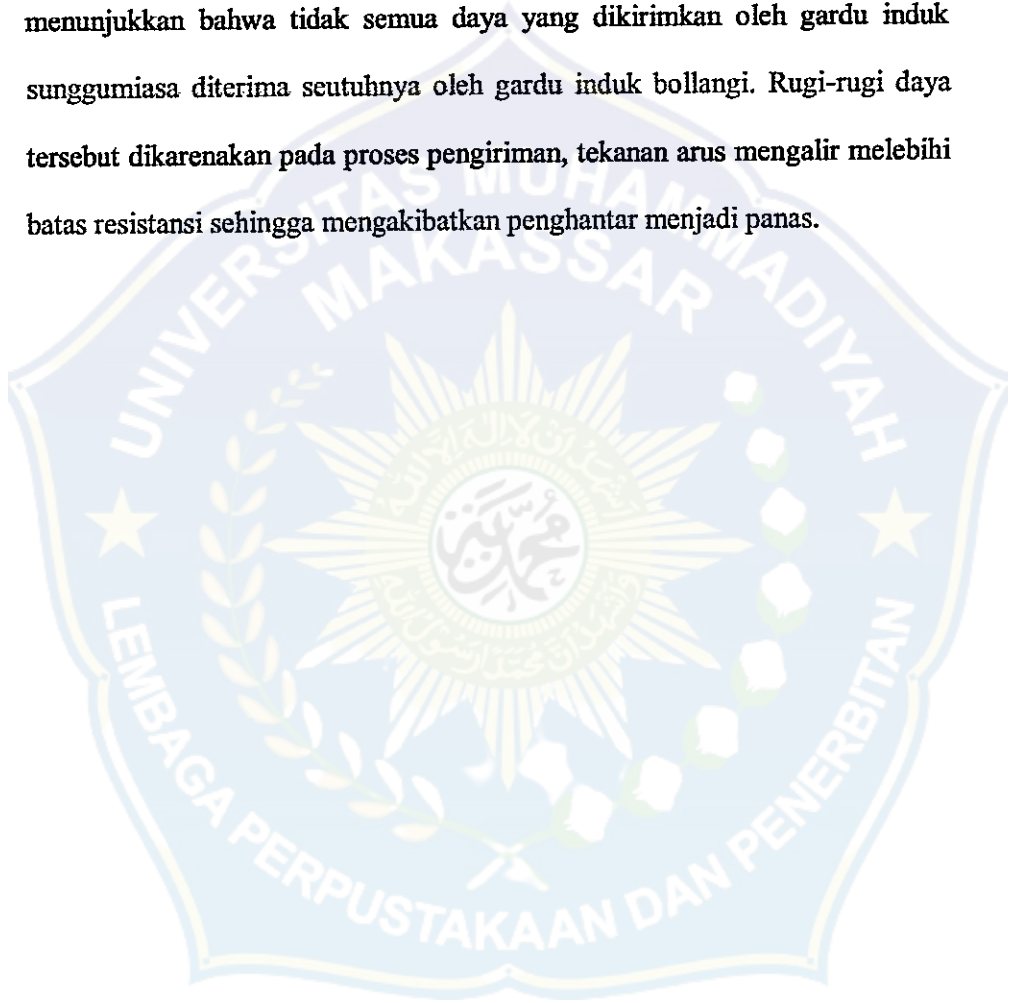 menunjukkan bahwa tidak semua daya yang dikirimkan oleh gardu induk
sunggumiasa diterima seutuhnya oleh gardu induk bollangi. Rugi-rugi daya
tersebut dikarenakan pada proses pengiriman, tekanan arus mengalir melebihi
batas resistansi sehingga mengakibatkan penghantar menjadi panas.
UNIVERSITAS MUHAMMADIYAH
MAKASSAR
LEMBAGA PERPUSTAKAAN DAN PENERBITAN